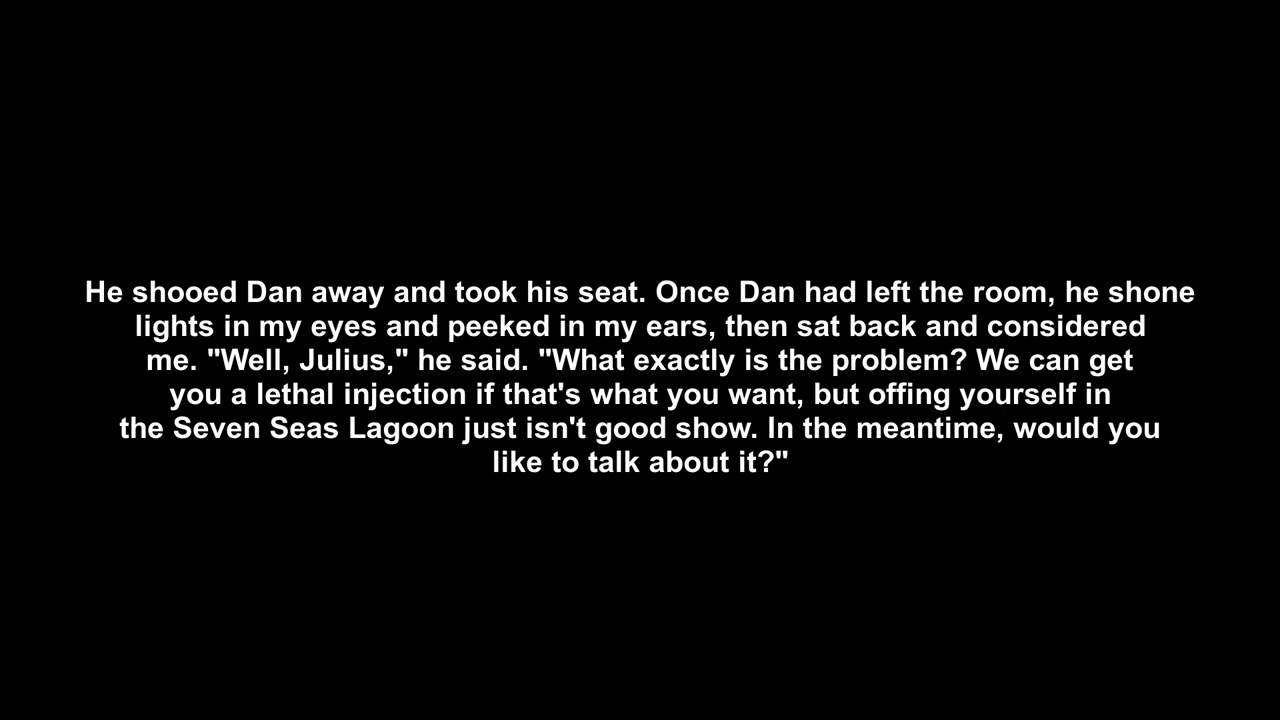 He shooed Dan away and took his seat. Once Dan had left the room, he shone
lights in my eyes and peeked in my ears, then sat back and considered
me. "Well, Julius," he said. "What exactly is the problem? We can get
you a lethal injection if that's what you want, but offing yourself in
the Seven Seas Lagoon just isn't good show. In the meantime, would you
like to talk about it?"